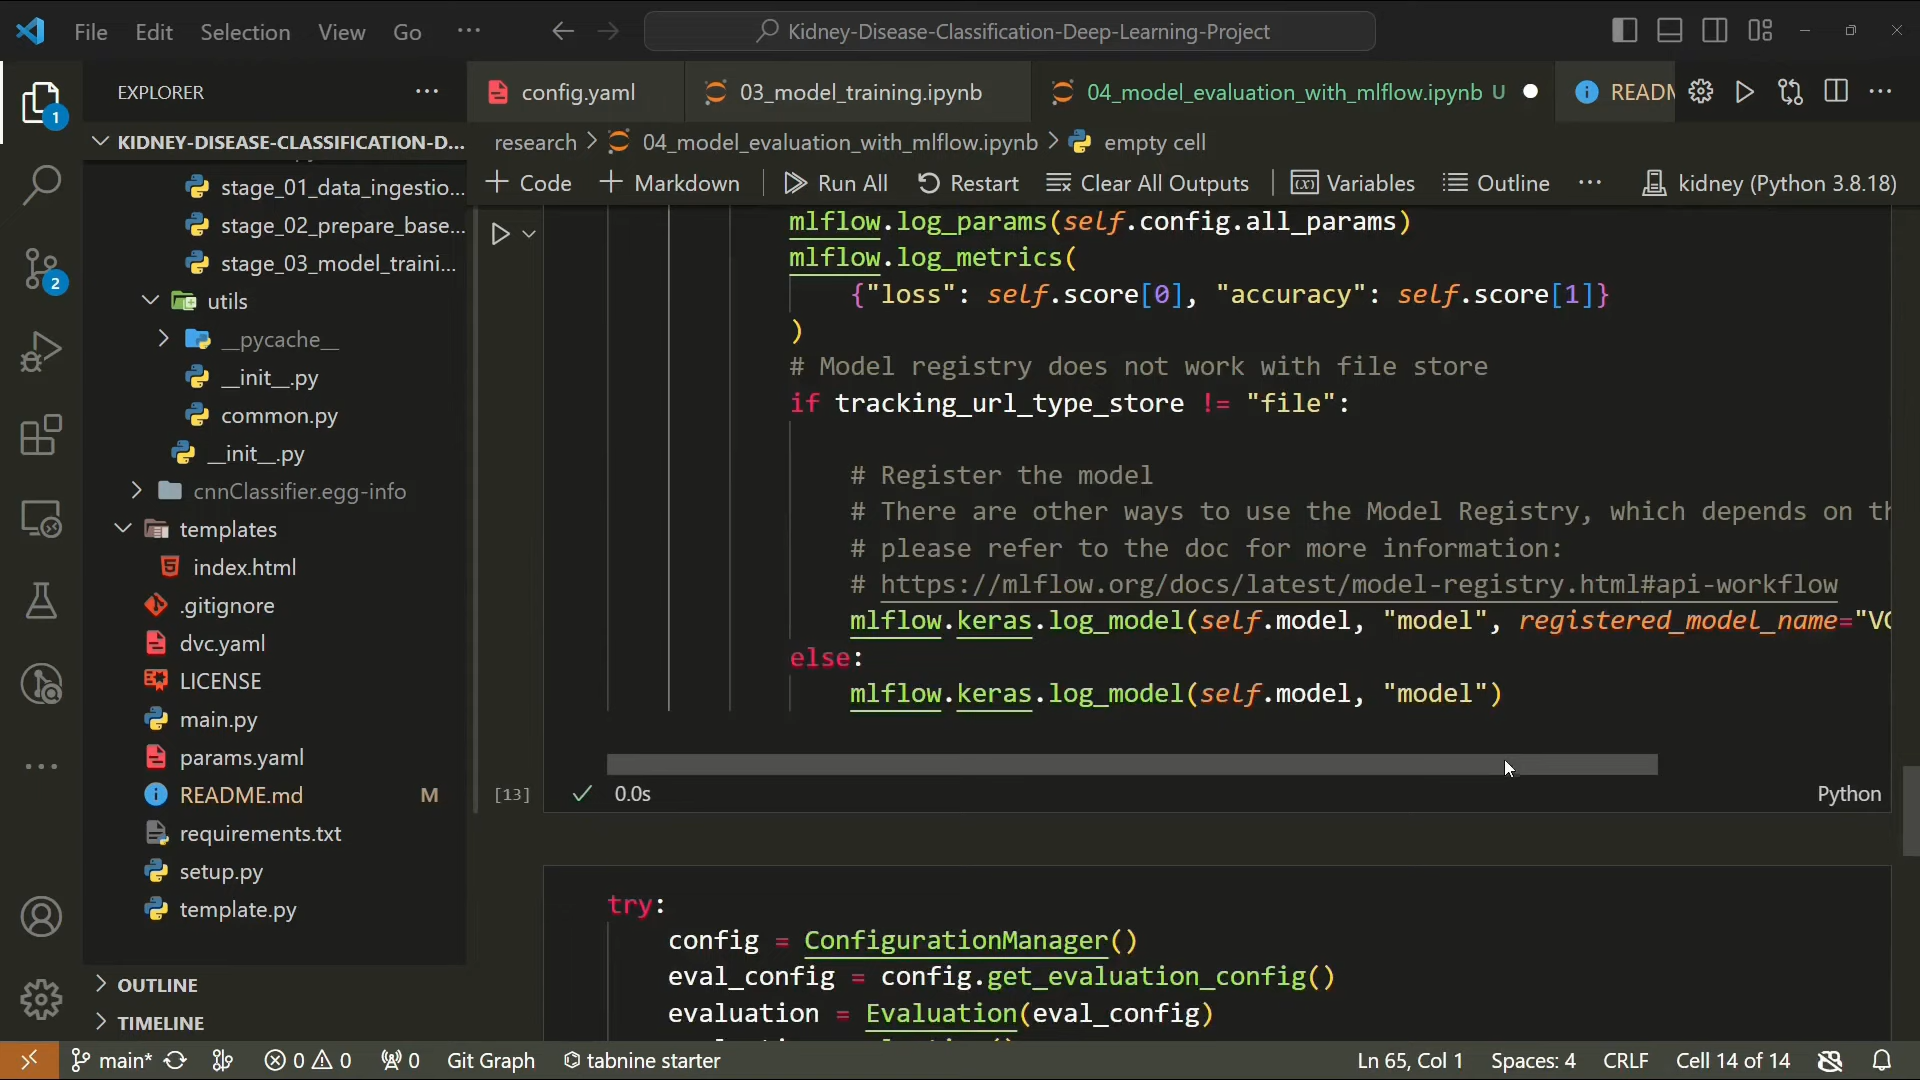 File Edit Selection View Go ... Kidney-Disease-Classification-Deep-Learning-Project
EXPLORER
config.yaml 03_model_training.ipynb 04_model_evaluation_with_mlflow.ipynb U READM
1
KIDNEY-DISEASE-CLASSIFICATION-D...
research > 04_model_evaluation_with_mlflow.ipynb > empty cell
+ Code + Markdown Run All Restart Clear All Outputs Variables Outline ... kidney (Python 3.8.18)
stage_01_data_ingestio...
stage_02_prepare_base...
stage_03_model_traini...
2
utils
__pycache__
__init__.py
common.py
__init__.py
cnnClassifier.egg-info
templates
index.html
.gitignore
dvc.yaml
LICENSE
main.py
params.yaml
README.md M
requirements.txt
setup.py
template.py
OUTLINE
TIMELINE
mlflow.log_params(self.config.all_params)
mlflow.log_metrics(
{"loss": self.score[0], "accuracy": self.score[1]}
)
# Model registry does not work with file store
if tracking_url_type_store != "file":
# Register the model
# There are other ways to use the Model Registry, which depends on th
# please refer to the doc for more information:
# https://mlflow.org/docs/latest/model-registry.html#api-workflow
mlflow.keras.log_model(self.model, "model", registered_model_name="VG
else:
mlflow.keras.log_model(self.model, "model")
[13] 0.0s Python
try:
config = ConfigurationManager()
eval_config = config.get_evaluation_config()
evaluation = Evaluation(eval_config)
main* 0 0 0 Git Graph tabnine starter Ln 65, Col 1 Spaces: 4 CRLF Cell 14 of 14